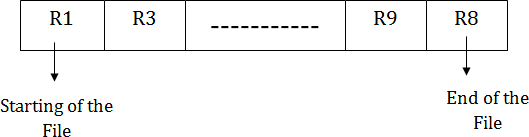 R1 R3 ----------- R9 R8
Starting of the
File
End of the
File